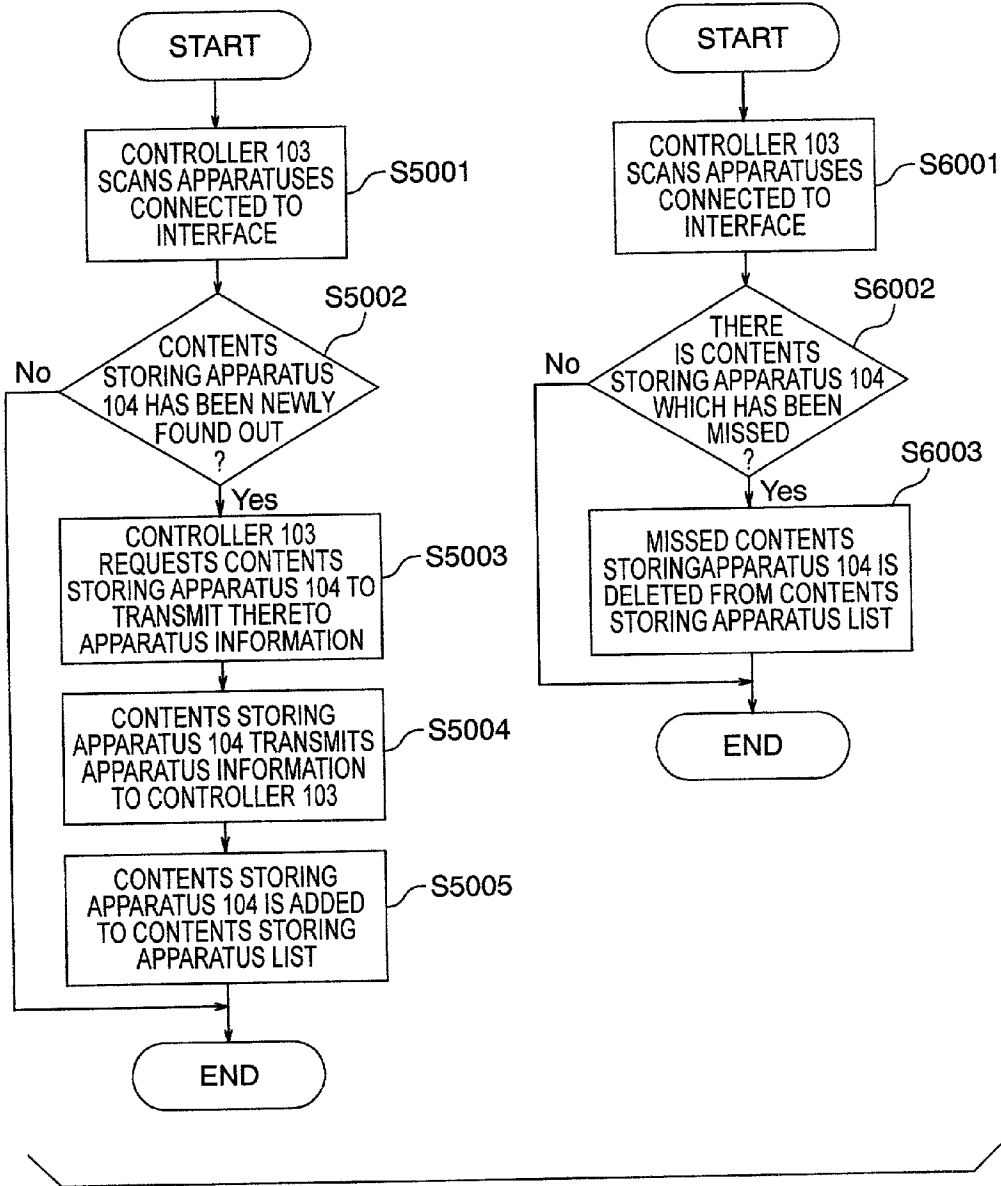 START
CONTROLLER 103
SCANS APPARATUSES
CONNECTED TO
INTERFACE
S5001
S5002
CONTENTS
STORING APPARATUS
104 HAS BEEN NEWLY
FOUND OUT
?
No
Yes
CONTROLLER 103
REQUESTS CONTENTS
STORING APPARATUS 104 TO
TRANSMIT THERETO
APPARATUS INFORMATION
S5003
CONTENTS STORING
APPARATUS 104 TRANSMITS
APPARATUS INFORMATION
TO CONTROLLER 103
S5004
CONTENTS STORING
APPARATUS 104 IS ADDED
TO CONTENTS STORING
APPARATUS LIST
S5005
END
START
CONTROLLER 103
SCANS APPARATUSES
CONNECTED TO
INTERFACE
S6001
S6002
THERE
IS CONTENTS
STORING APPARATUS 104
WHICH HAS BEEN
MISSED
?
No
Yes
S6003
MISSED CONTENTS
STORINGAPPARATUS 104 IS
DELETED FROM CONTENTS
STORING APPARATUS LIST
END